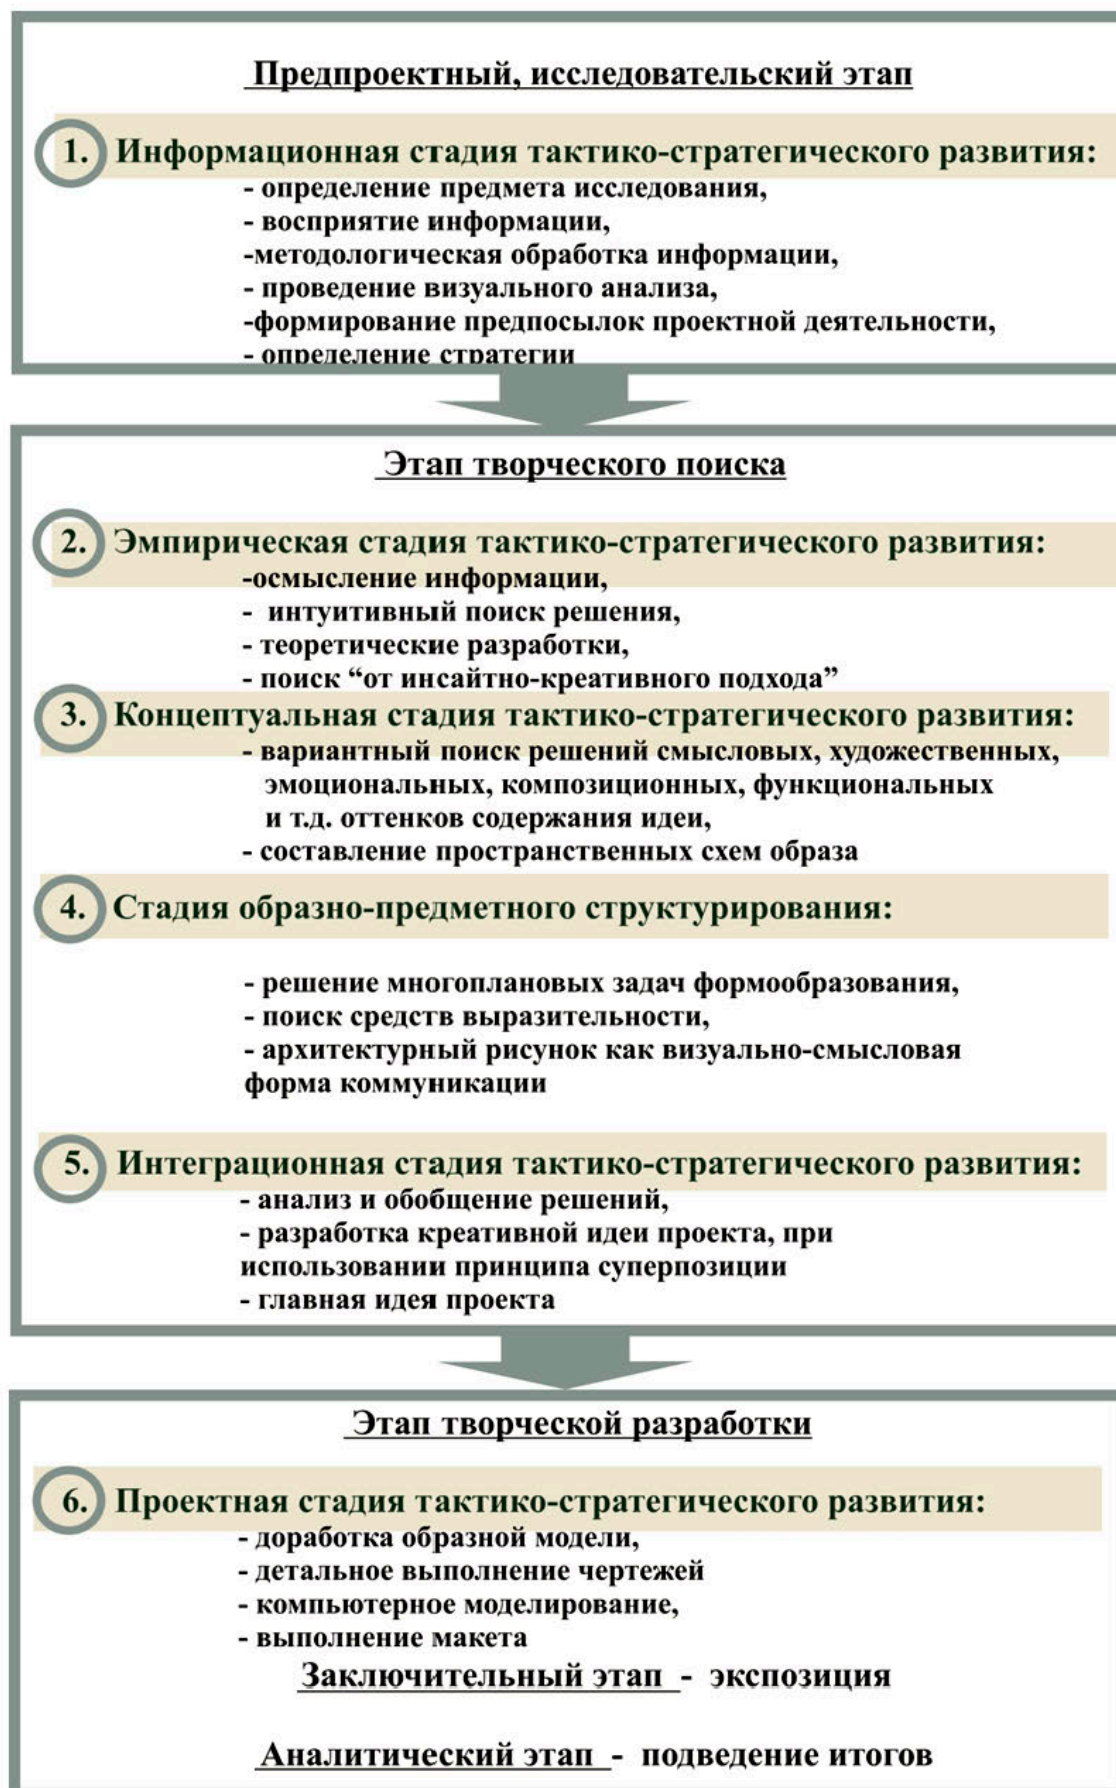 Предпроектный, исследовательский этап
1. Информационная стадия тактико-стратегического развития:
- определение предмета исследования,
- восприятие информации,
-методологическая обработка информации,
- проведение визуального анализа,
-формирование предпосылок проектной деятельности,
- определение стратегии
Этап творческого поиска
2. Эмпирическая стадия тактико-стратегического развития:
-осмысление информации,
- интуитивный поиск решения,
- теоретические разработки,
- поиск “от инсайтно-креативного подхода”
3. Концептуальная стадия тактико-стратегического развития:
- вариантный поиск решений смысловых, художественных,
эмоциональных, композиционных, функциональных
и т.д. оттенков содержания идеи,
- составление пространственных схем образа
4. Стадия образно-предметного структурирования:
- решение многоплановых задач формообразования,
- поиск средств выразительности,
- архитектурный рисунок как визуально-смысловая
форма коммуникации
5. Интеграционная стадия тактико-стратегического развития:
- анализ и обобщение решений,
- разработка креативной идеи проекта, при
использовании принципа суперпозиции
- главная идея проекта
Этап творческой разработки
6. Проектная стадия тактико-стратегического развития:
- доработка образной модели,
- детальное выполнение чертежей
- компьютерное моделирование,
- выполнение макета
Заключительный этап - экспозиция
Аналитический этап - подведение итогов